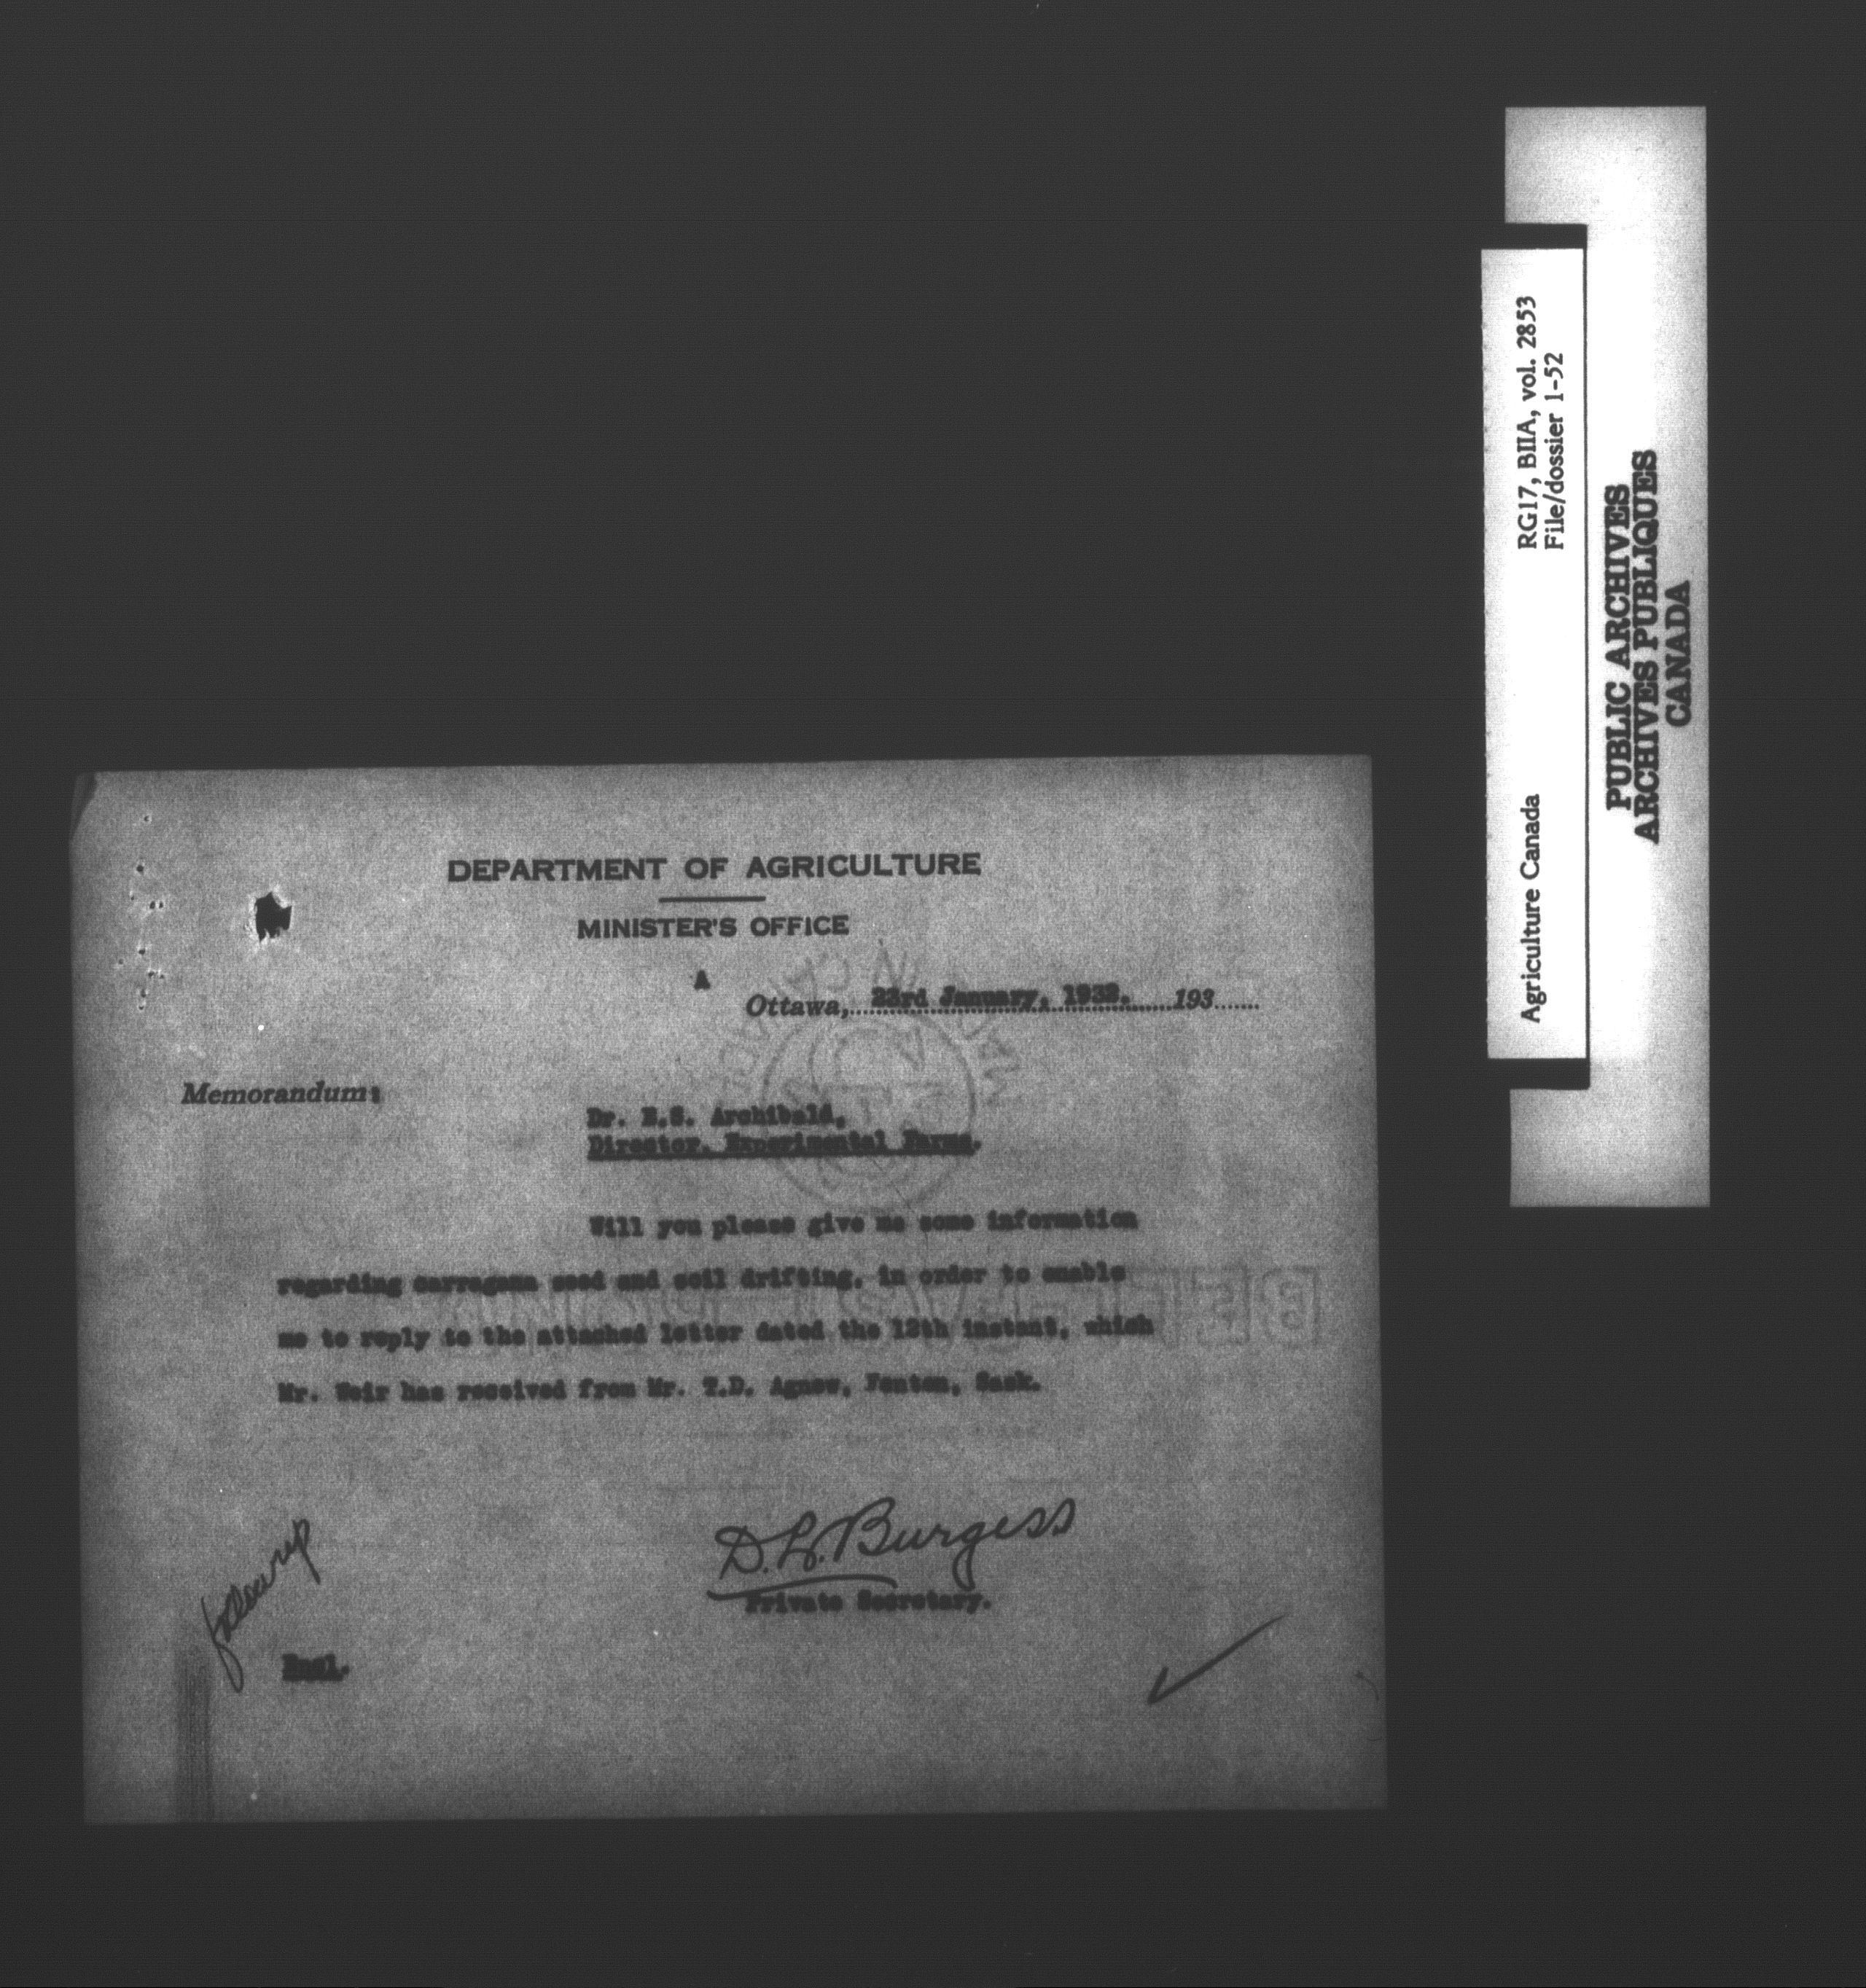 DEPARTMENT OF AGRICULTURE
MINISTER'S OFFICE
A
Ottawa, 23rd January, 1932. 193
Memorandum:
Dr. E.S. Archibald,
Director, Experimental Farms.
Will you please give me some information
regarding carragana seed and soil drifting, in order to enable
me to reply to the attached letter dated the 12th instant, which
Mr. Weir has received from Mr. T.D. Agnew, Fenton, Sask.
D.L. Burgess
Private Secretary.
follow up
Encl.
Agriculture Canada
RG17, BIIA, vol. 2853
File/dossier 1-52
PUBLIC ARCHIVES
ARCHIVES PUBLIQUES
CANADA